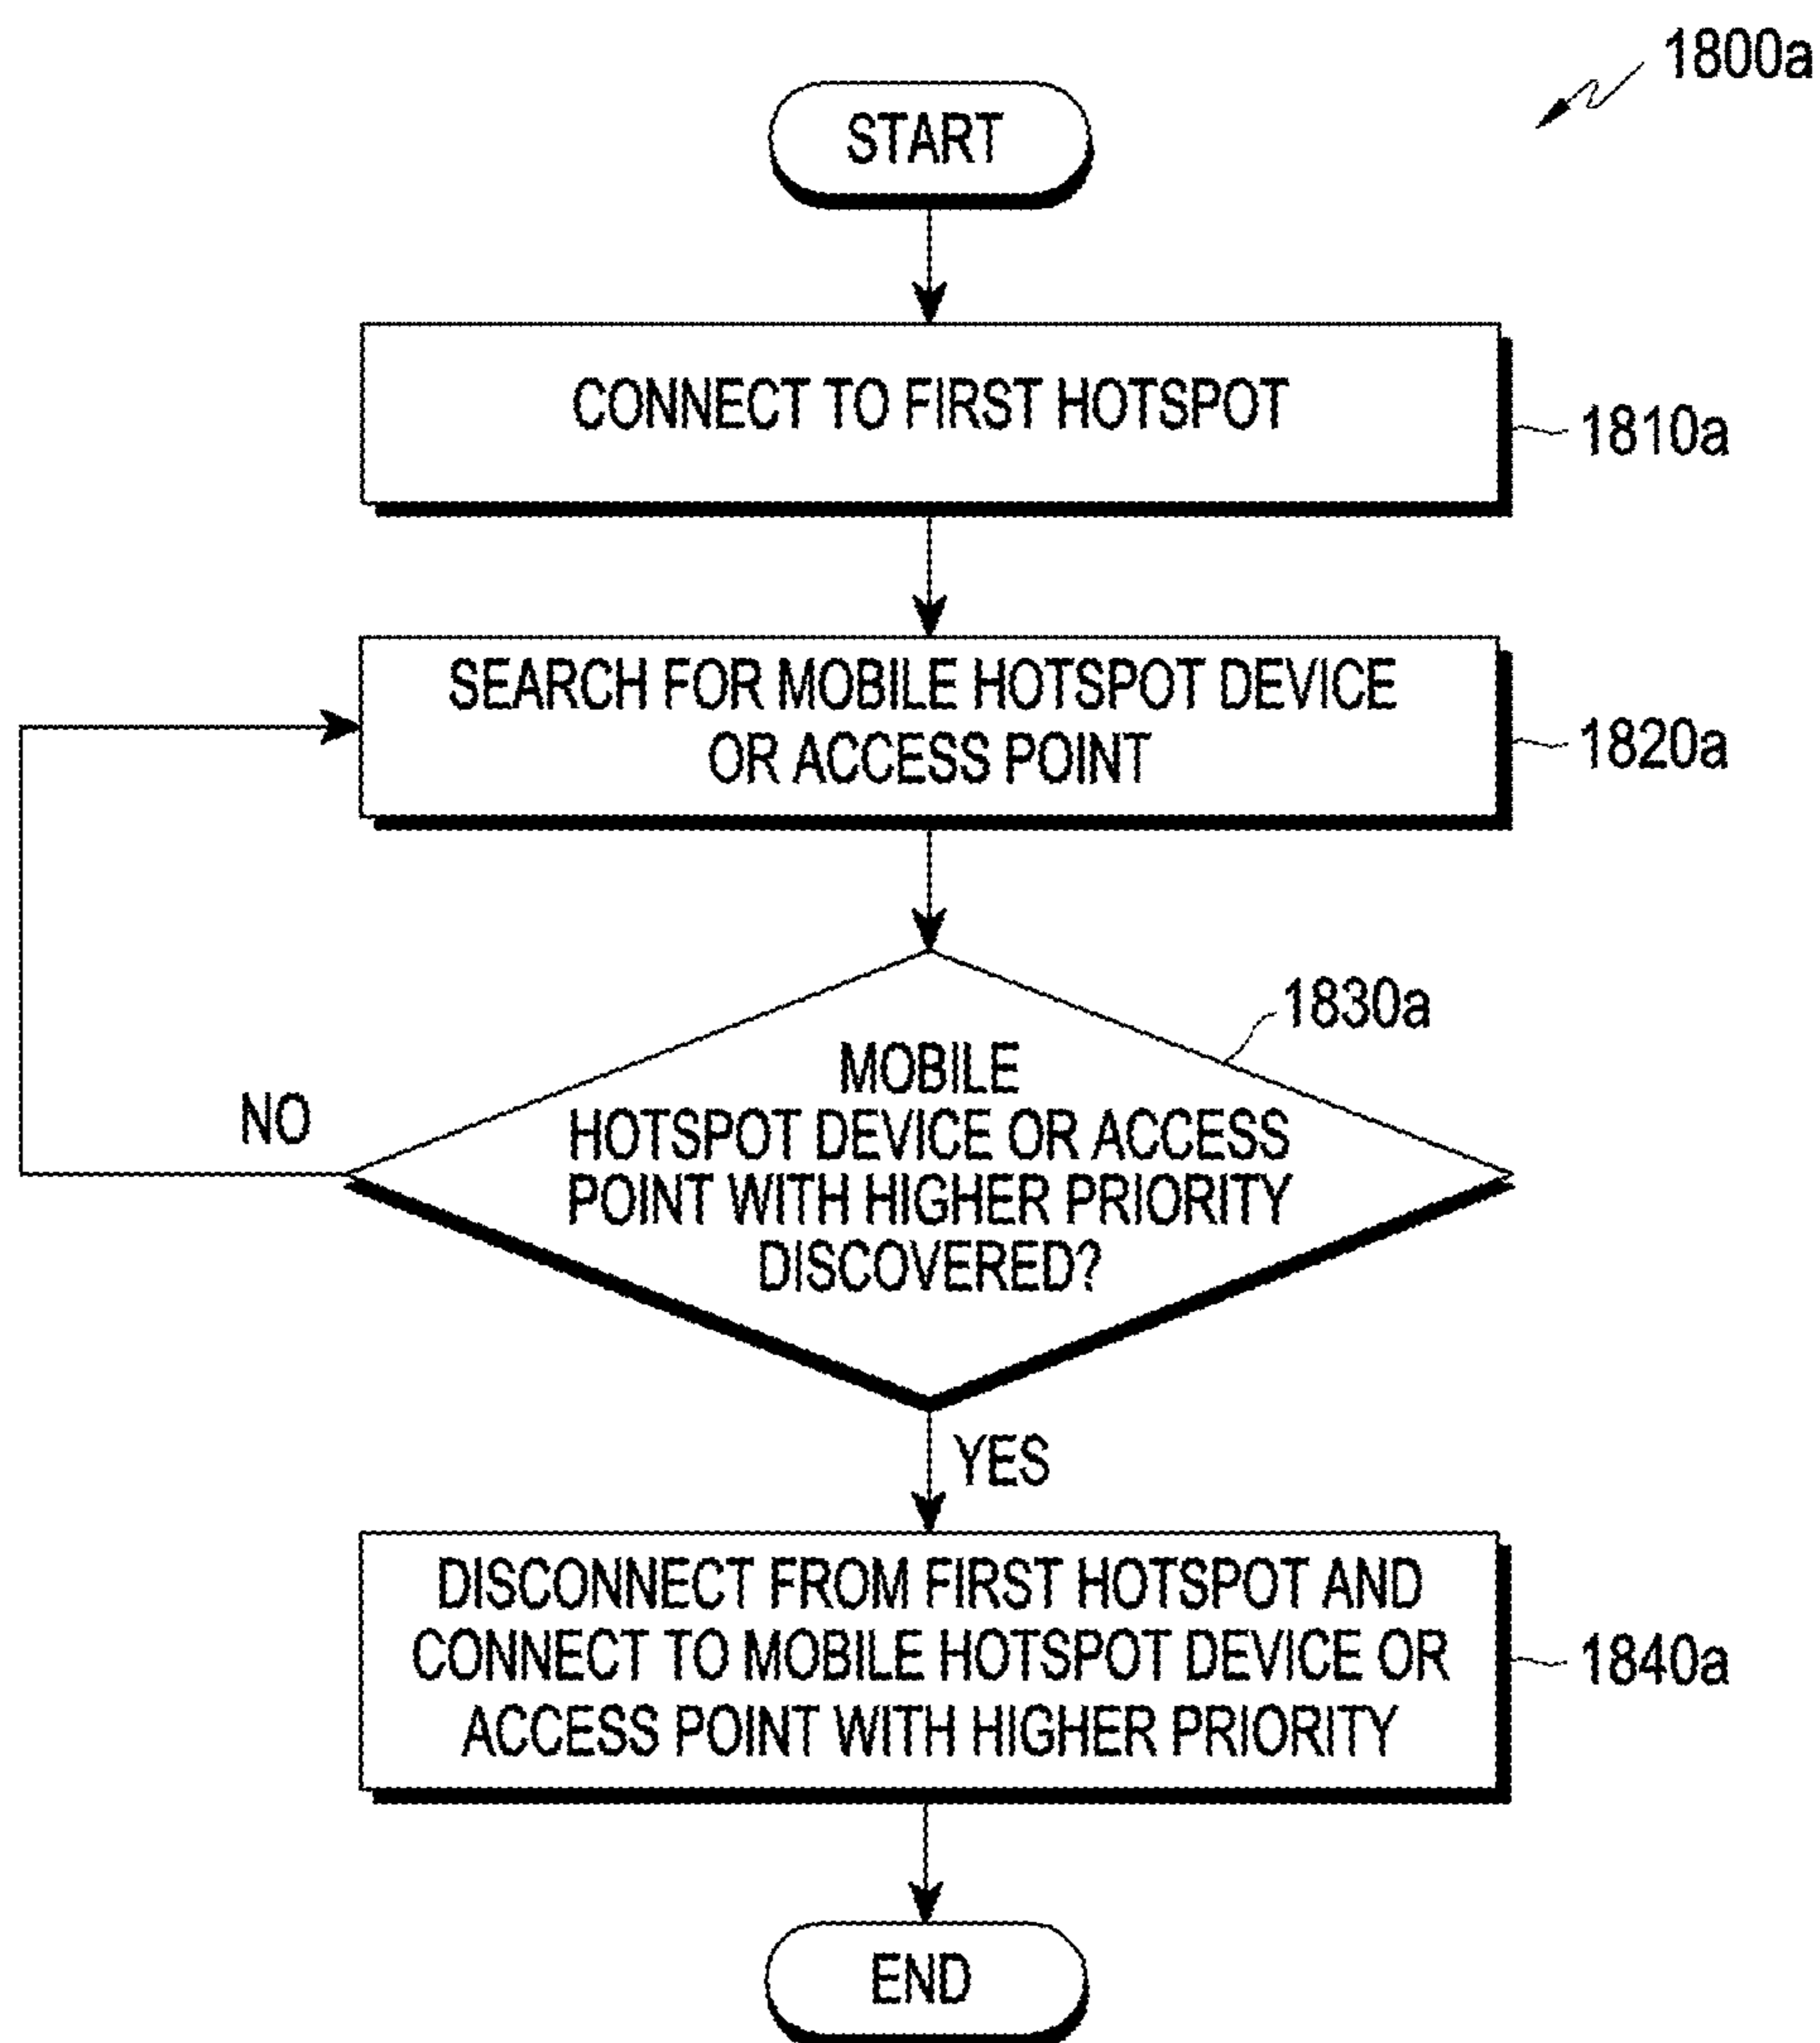 1800a
START
CONNECT TO FIRST HOTSPOT
1810a
SEARCH FOR MOBILE HOTSPOT DEVICE
OR ACCESS POINT
1820a
1830a
MOBILE
HOTSPOT DEVICE OR ACCESS
POINT WITH HIGHER PRIORITY
DISCOVERED?
NO
YES
DISCONNECT FROM FIRST HOTSPOT AND
CONNECT TO MOBILE HOTSPOT DEVICE OR
ACCESS POINT WITH HIGHER PRIORITY
1840a
END